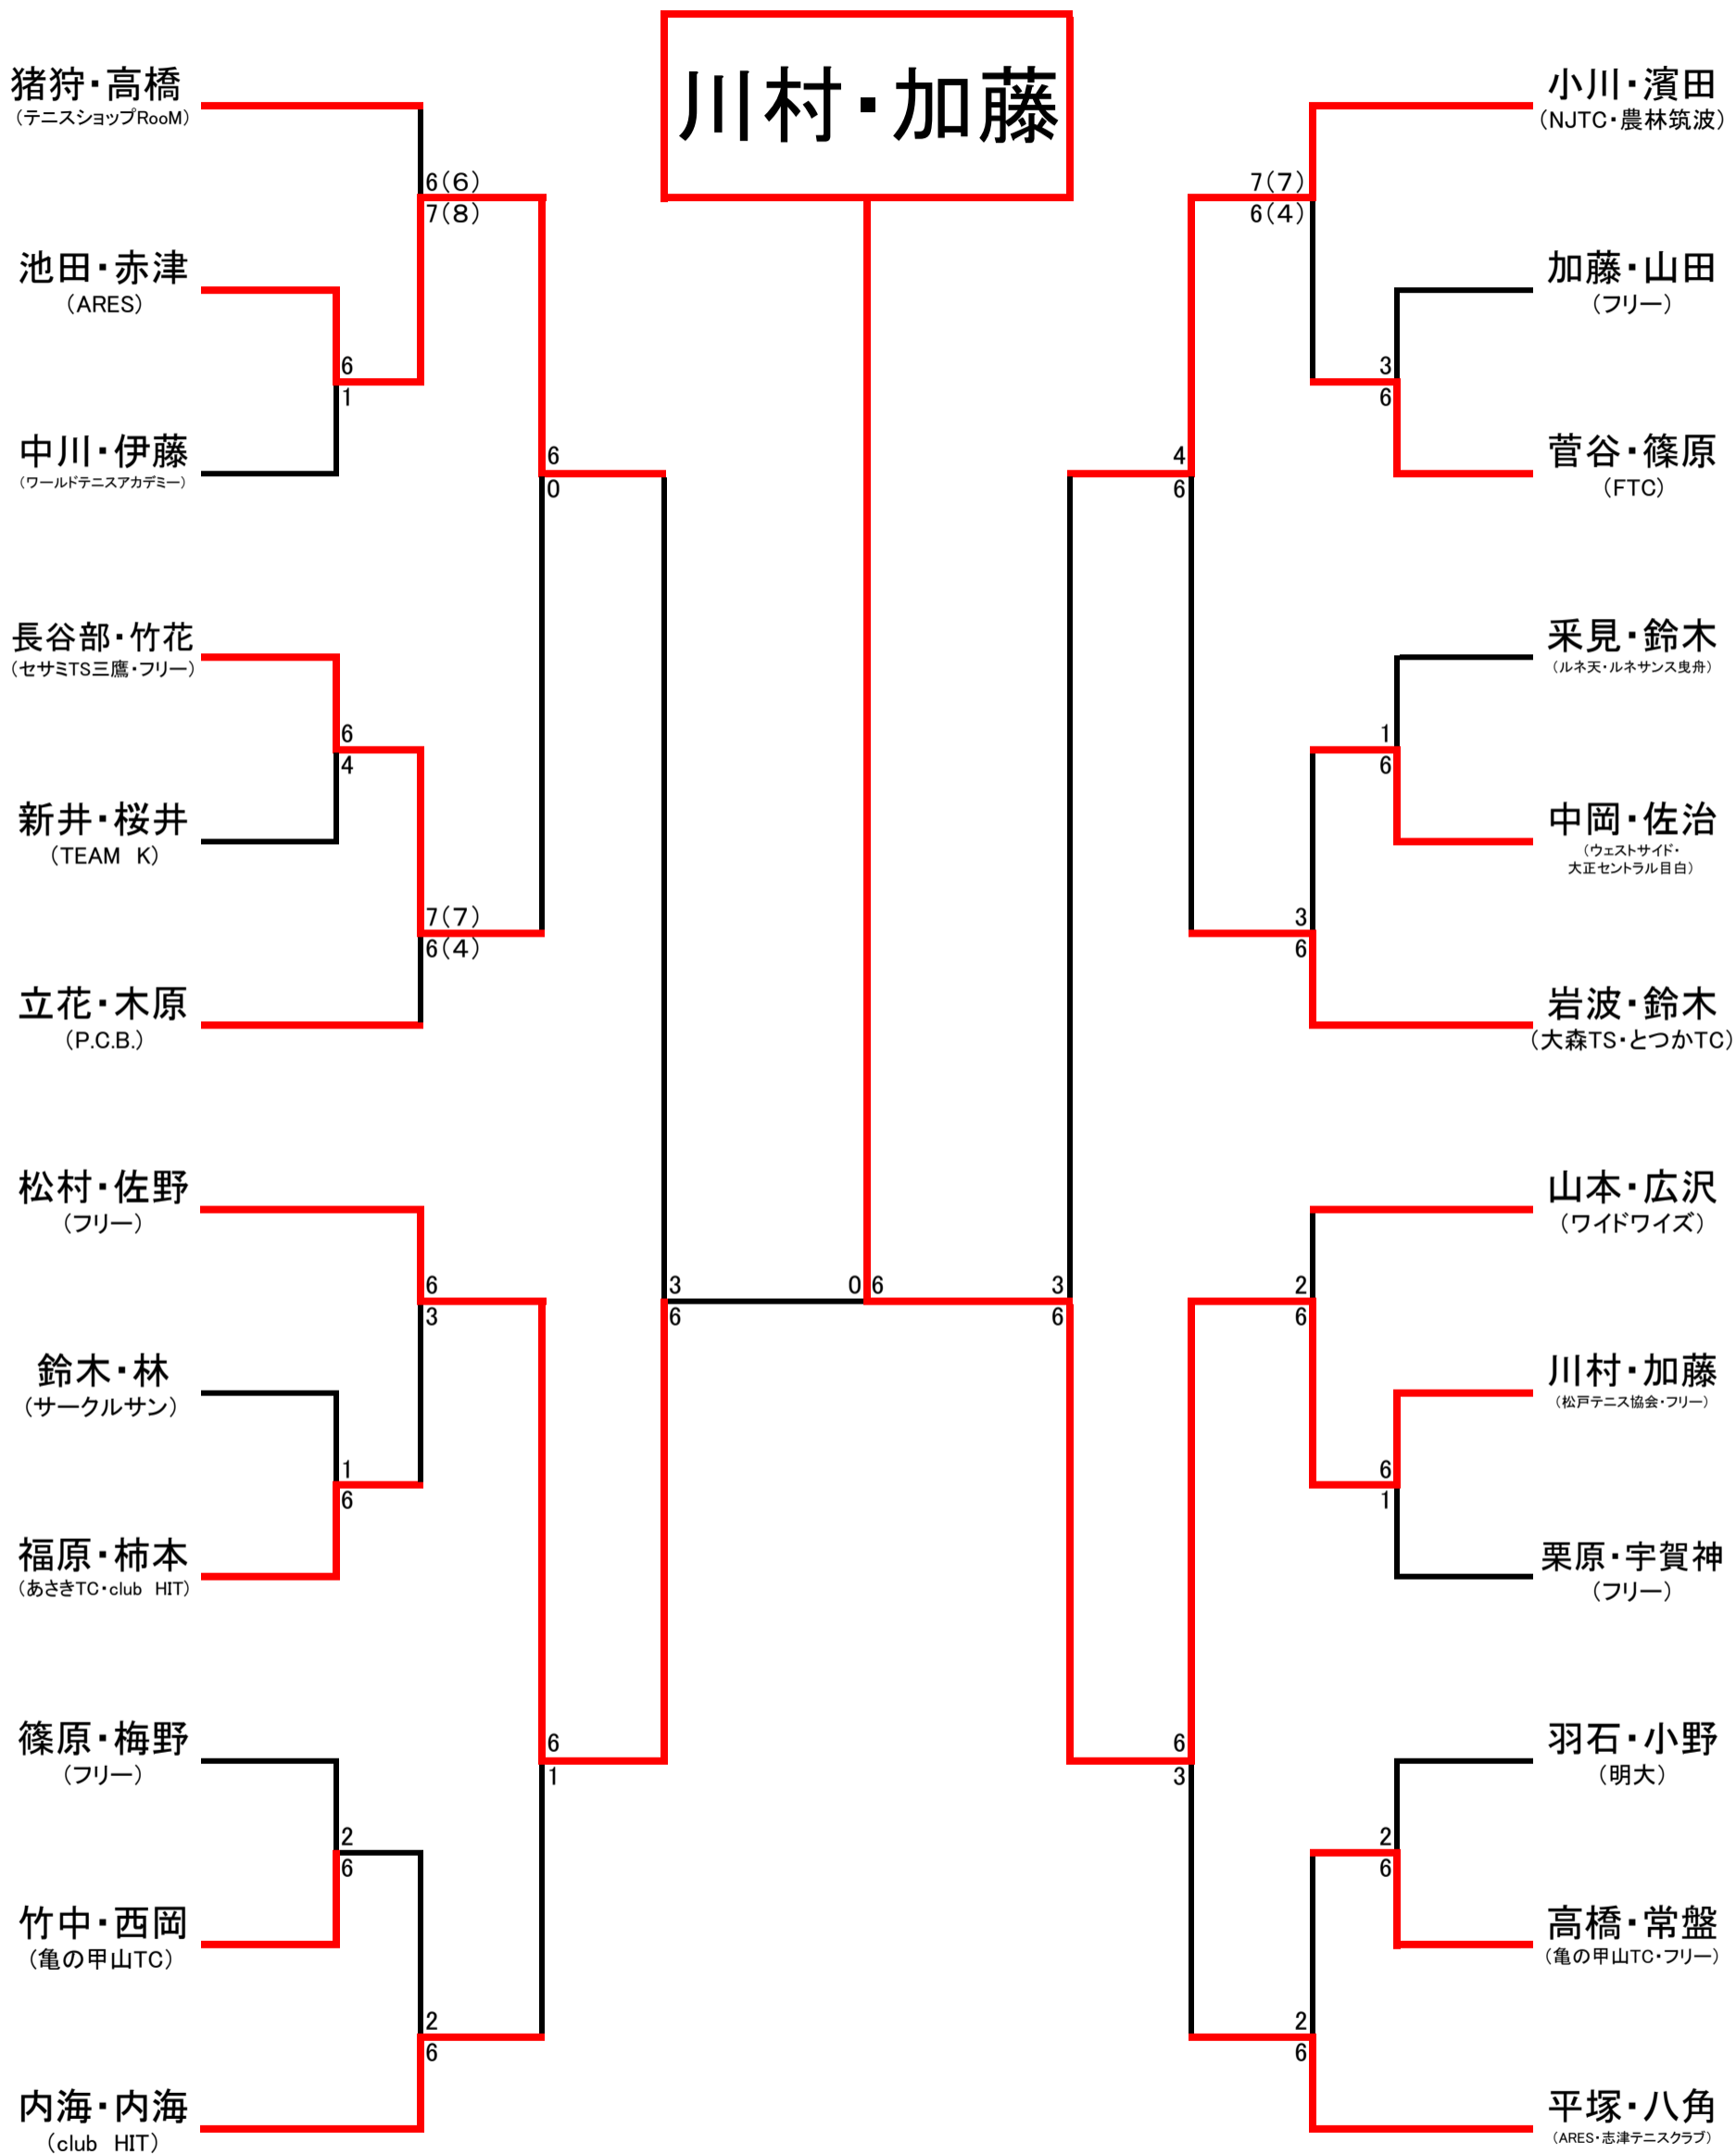 川村・加藤
猪狩・高橋
（テニスショップRooM）
6(6)
7(8)
池田・赤津
（ARES）
6
1
中川・伊藤
（ワールドテニスアカデミー）
6
0
長谷部・竹花
（セサミTS三鷹・フリー）
6
4
新井・桜井
（TEAM　K）
7(7)
6(4)
立花・木原
（P.C.B.）
松村・佐野
（フリー）
6
3
鈴木・林
（サークルサン）
1
6
福原・柿本
（あさきTC・club　HIT）
3
6
篠原・梅野
（フリー）
6
1
2
6
竹中・西岡
（亀の甲山TC）
2
6
内海・内海
（club　HIT）
0 6
小川・濱田
（NJTC・農林筑波）
7(7)
6(4)
加藤・山田
（フリー）
3
6
菅谷・篠原
（FTC）
4
6
釆見・鈴木
（ルネ天・ルネサンス曳舟）
1
6
中岡・佐治
（ウェストサイド・
大正セントラル目白）
3
6
岩波・鈴木
（大森TS・とつかTC）
山本・広沢
（ワイドワイズ）
3
6
2
6
川村・加藤
（松戸テニス協会・フリー）
6
1
栗原・宇賀神
（フリー）
羽石・小野
（明大）
6
3
2
6
高橋・常盤
（亀の甲山TC・フリー）
2
6
平塚・八角
（ARES・志津テニスクラブ）